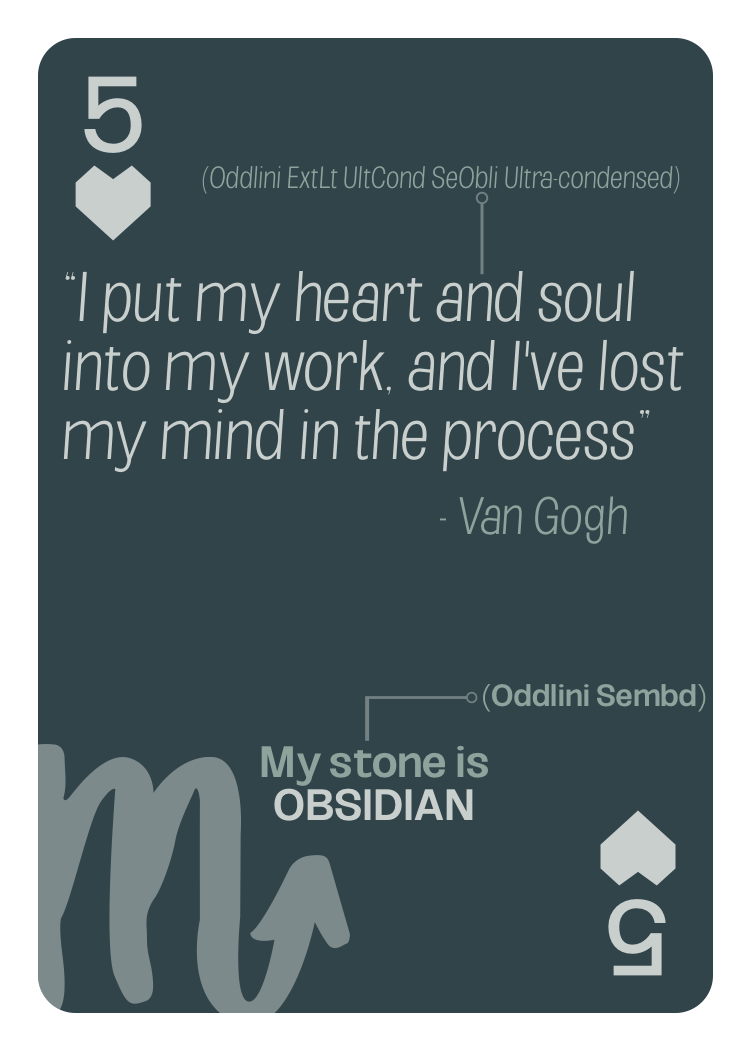 5
(Oddlini ExtLt UltCond SeObli Ultra-condensed)
“I put my heart and soul
into my work, and I've lost
my mind in the process”
- Van Gogh
(Oddlini Sembd)
My stone is
OBSIDIAN
5